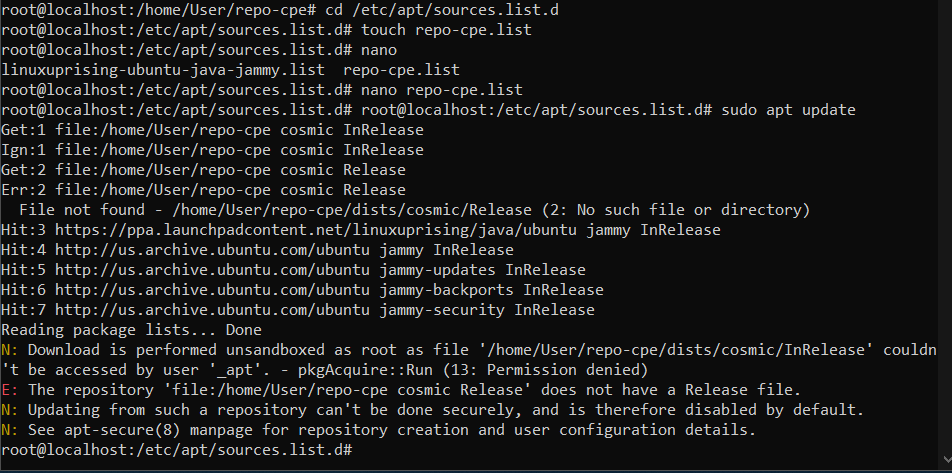 root@localhost:/home/User/repo-cpe# cd /etc/apt/sources.list.d
root@localhost:/etc/apt/sources.list.d# touch repo-cpe.list
root@localhost:/etc/apt/sources.list.d# nano
linuxuprising-ubuntu-java-jammy.list  repo-cpe.list
root@localhost:/etc/apt/sources.list.d# nano repo-cpe.list
root@localhost:/etc/apt/sources.list.d# root@localhost:/etc/apt/sources.list.d# sudo apt update
Get:1 file:/home/User/repo-cpe cosmic InRelease
Ign:1 file:/home/User/repo-cpe cosmic InRelease
Get:2 file:/home/User/repo-cpe cosmic Release
Err:2 file:/home/User/repo-cpe cosmic Release
  File not found - /home/User/repo-cpe/dists/cosmic/Release (2: No such file or directory)
Hit:3 https://ppa.launchpadcontent.net/linuxuprising/java/ubuntu jammy InRelease
Hit:4 http://us.archive.ubuntu.com/ubuntu jammy InRelease
Hit:5 http://us.archive.ubuntu.com/ubuntu jammy-updates InRelease
Hit:6 http://us.archive.ubuntu.com/ubuntu jammy-backports InRelease
Hit:7 http://us.archive.ubuntu.com/ubuntu jammy-security InRelease
Reading package lists... Done
N: Download is performed unsandboxed as root as file '/home/User/repo-cpe/dists/cosmic/InRelease' couldn
't be accessed by user '_apt'. - pkgAcquire::Run (13: Permission denied)
E: The repository 'file:/home/User/repo-cpe cosmic Release' does not have a Release file.
N: Updating from such a repository can't be done securely, and is therefore disabled by default.
N: See apt-secure(8) manpage for repository creation and user configuration details.
root@localhost:/etc/apt/sources.list.d#